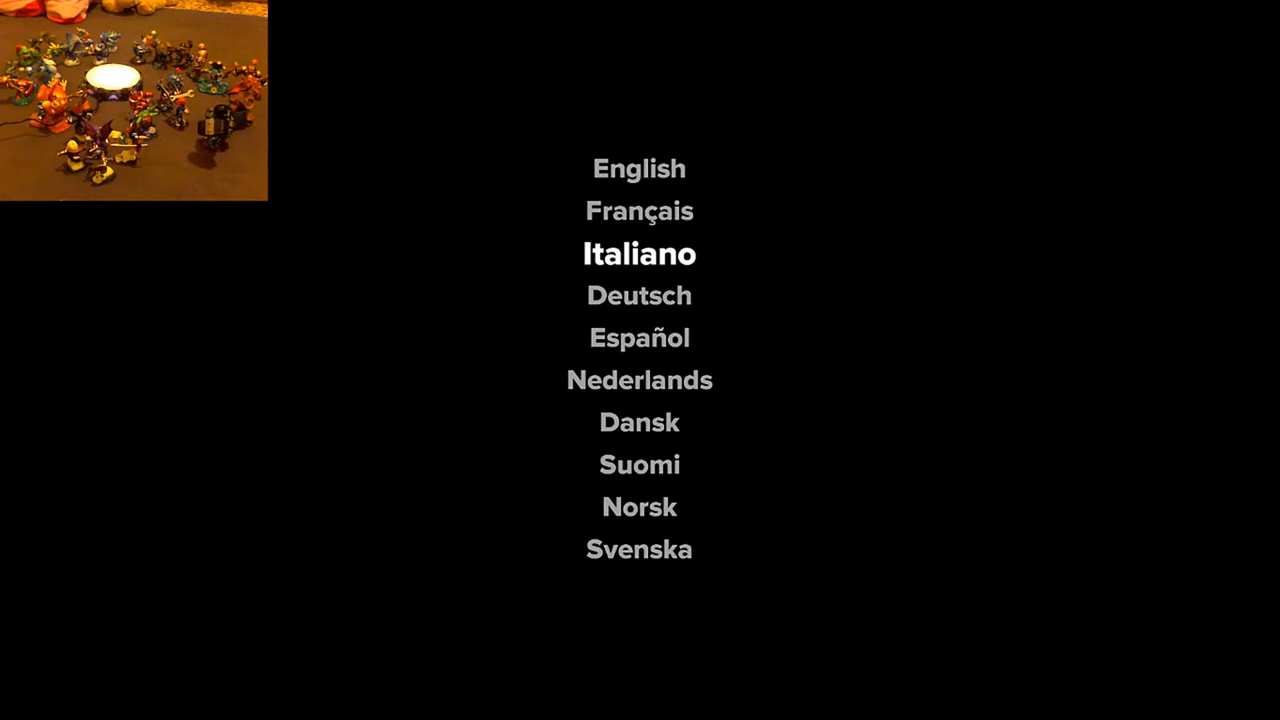 English
Français
Italiano
Deutsch
Español
Nederlands
Dansk
Suomi
Norsk
Svenska